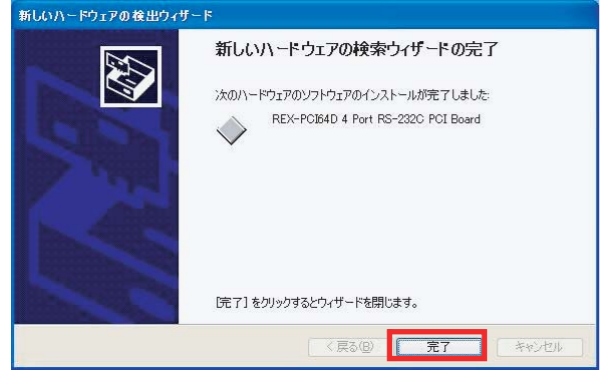 新しいハードウェアの検出ウィザード
新しいハードウェアの検索ウィザードの完了
次のハードウェアのソフトウェアのインストールが完了しました:
REX-PCI64D 4 Port RS-232C PCI Board
[完了] をクリックするとウィザードを閉じます。
< 戻る(B) 完了 キャンセル